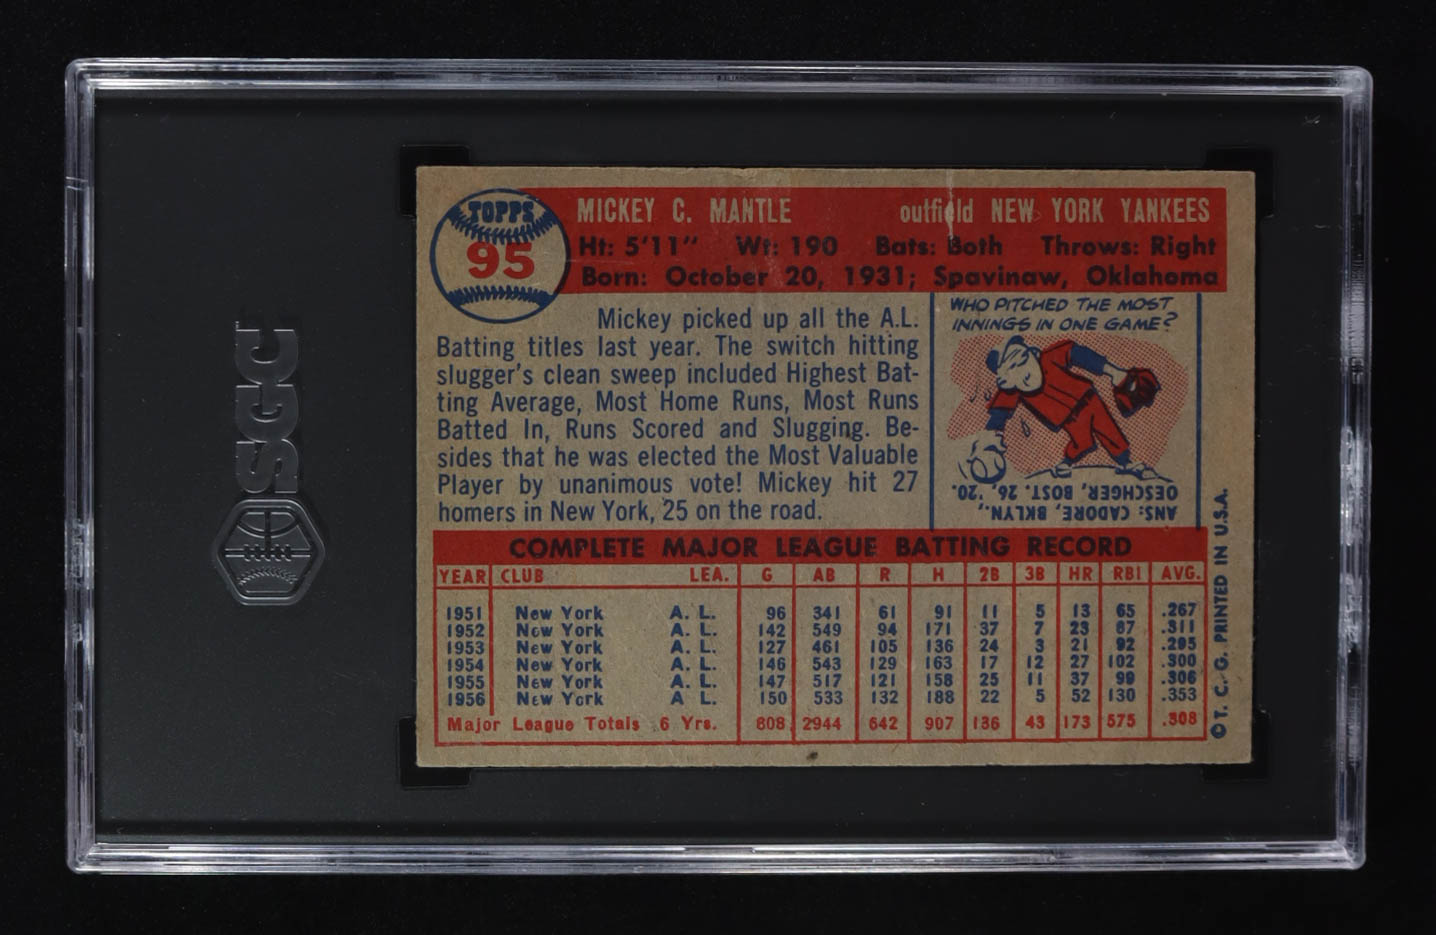 SGC
TOPPS
95
MICKEY C. MANTLE outfield NEW YORK YANKEES
Ht: 5'11" Wt: 190 Bats: Both Throws: Right
Born: October 20, 1931; Spavinaw, Oklahoma
Mickey picked up all the A.L.
Batting titles last year. The switch hitting
slugger's clean sweep included Highest Bat-
ting Average, Most Home Runs, Most Runs
Batted In, Runs Scored and Slugging. Be-
sides that he was elected the Most Valuable
Player by unanimous vote! Mickey hit 27
homers in New York, 25 on the road.
WHO PITCHED THE MOST
INNINGS IN ONE GAME?
ANS: CADORE, BKLYN.,
OESCHGER, BOST. 26, '20.
COMPLETE MAJOR LEAGUE BATTING RECORD
YEAR CLUB LEA. G AB R H 2B 3B HR RBI AVG.
1951 New York A. L. 96 341 61 91 11 5 13 65 .267
1952 New York A. L. 142 549 94 171 37 7 23 87 .311
1953 New York A. L. 127 461 105 136 24 3 21 92 .295
1954 New York A. L. 146 543 129 163 17 12 27 102 .300
1955 New York A. L. 147 517 121 158 25 11 37 99 .306
1956 New York A L. 150 533 132 188 22 5 52 130 .353
Major League Totals 6 Yrs. 808 2944 642 907 136 43 173 575 .308
© T. C. G. PRINTED IN U.S.A.